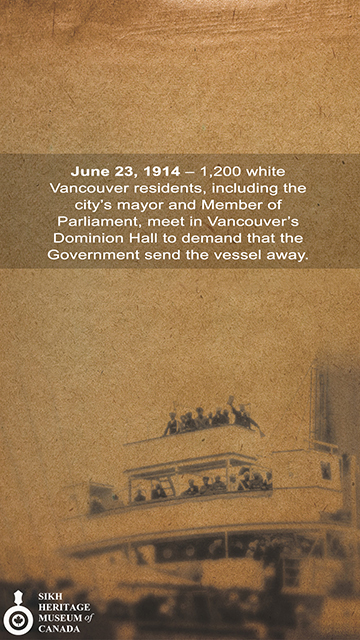 June 23, 1914 – 1,200 white
Vancouver residents, including the
city's mayor and Member of
Parliament, meet in Vancouver's
Dominion Hall to demand that the
Government send the vessel away.
SIKH
HERITAGE
MUSEUM of
CANADA